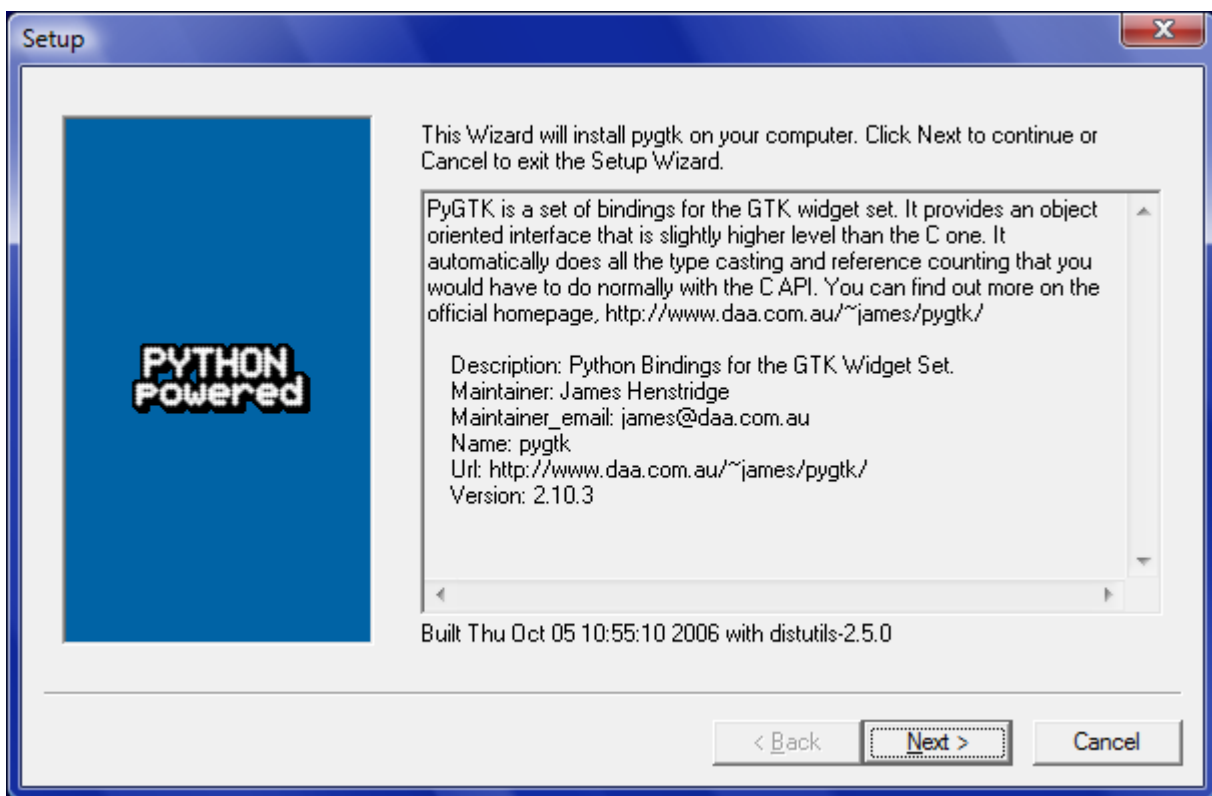 Setup
This Wizard will install pygtk on your computer. Click Next to continue or
Cancel to exit the Setup Wizard.
PyGTK is a set of bindings for the GTK widget set. It provides an object
oriented interface that is slightly higher level than the C one. It
automatically does all the type casting and reference counting that you
would have to do normally with the C API. You can find out more on the
official homepage, http://www.daa.com.au/~james/pygtk/
Description: Python Bindings for the GTK Widget Set.
Maintainer: James Henstridge
Maintainer_email: james@daa.com.au
Name: pygtk
Url: http://www.daa.com.au/~james/pygtk/
Version: 2.10.3
PYTHON
Powered
Built Thu Oct 05 10:55:10 2006 with distutils-2.5.0
< Back
Next >
Cancel